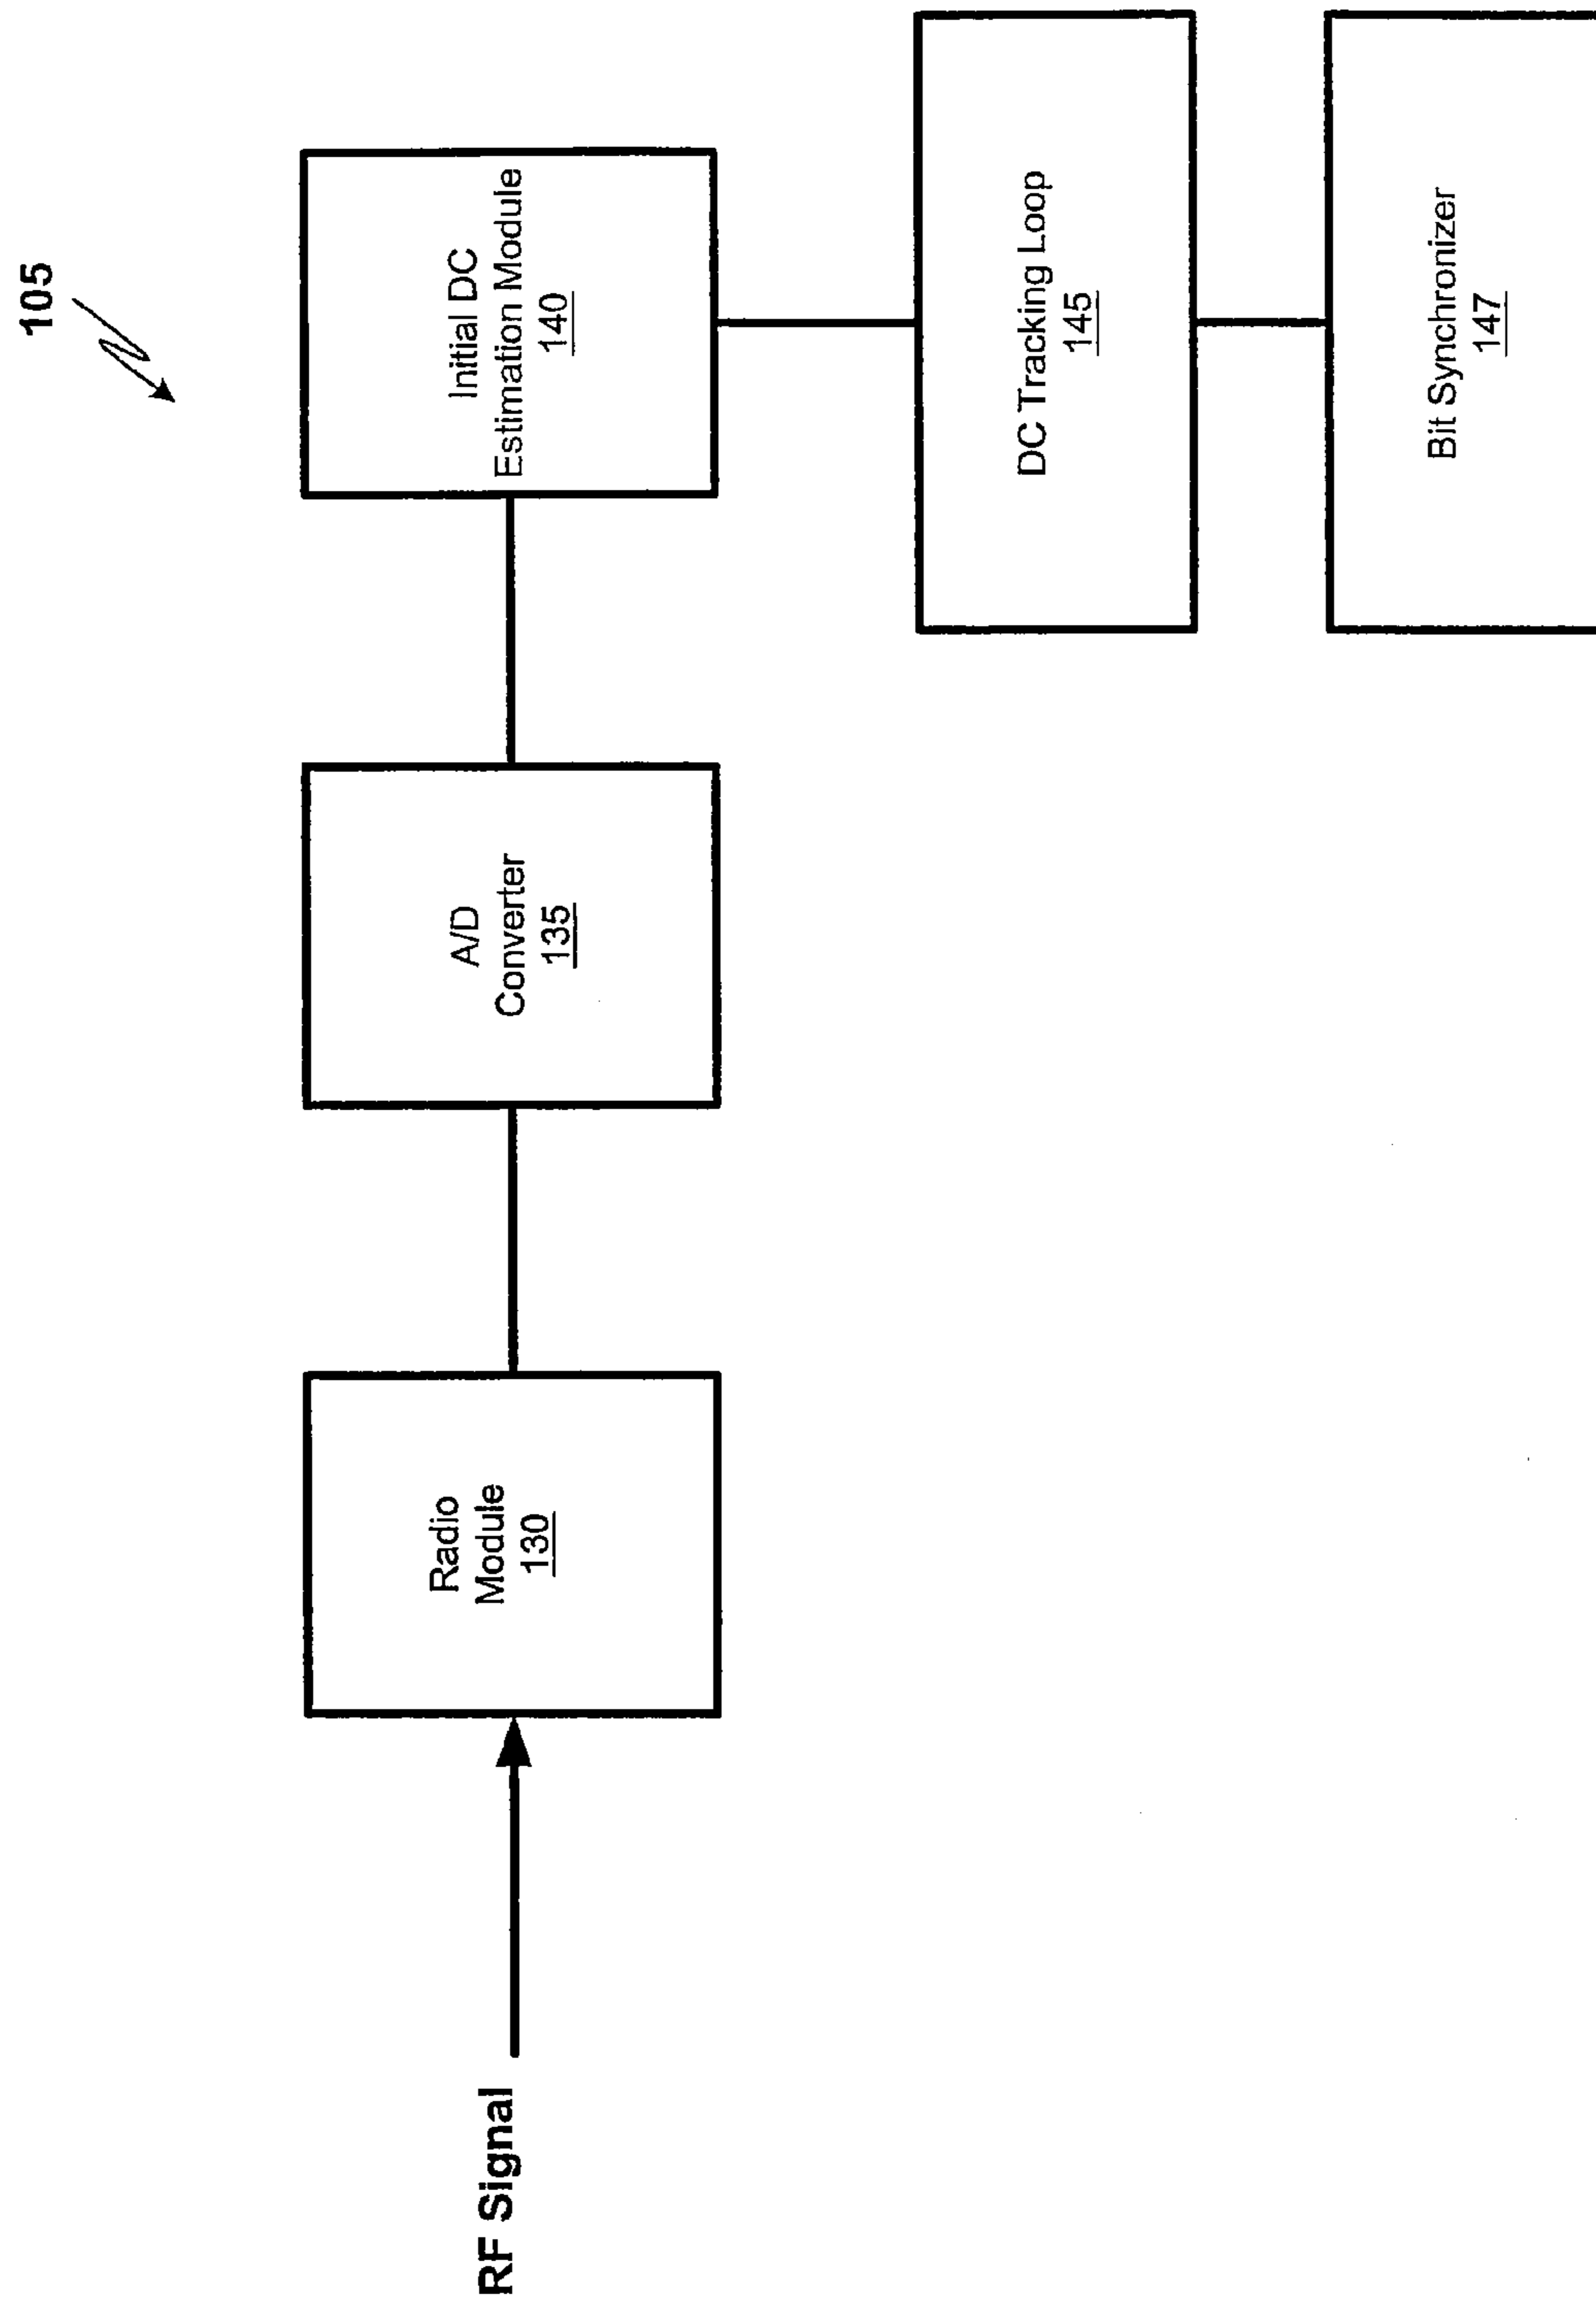 105
RF Signal
Radio
Module
130
A/D
Converter
135
Initial DC
Estimation Module
140
DC Tracking Loop
145
Bit Synchronizer
147